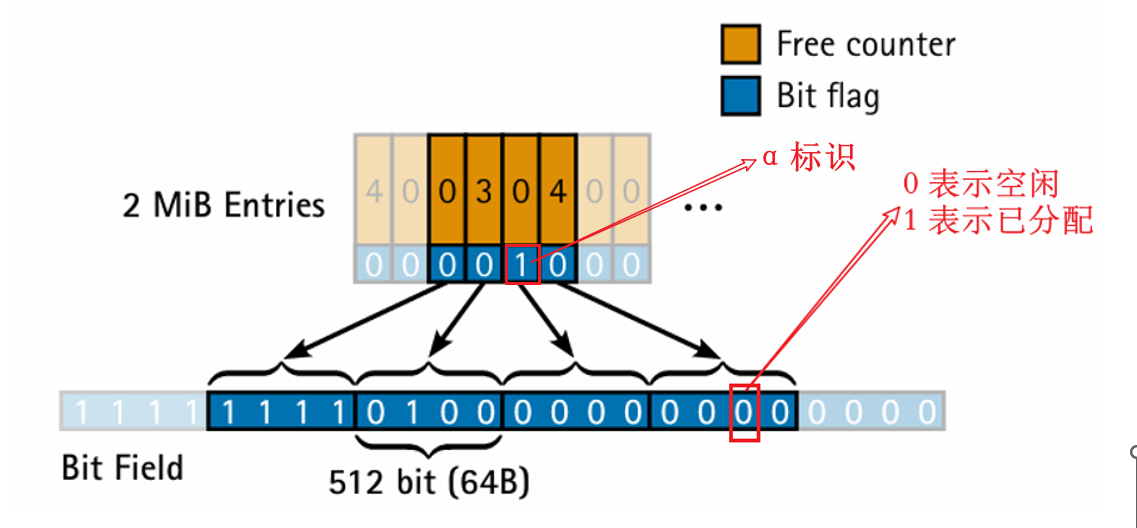 Free counter
Bit flag
α 标识
0 表示空闲
1 表示已分配
2 MiB Entries
4 0 0 3 0 4 0 0
...
0 0 0 0 1 0 0 0
1 1 1 1 1 1 1 1 0 1 0 0 0 0 0 0 0 0 0 0 0 0 0 0
Bit Field
512 bit (64B)